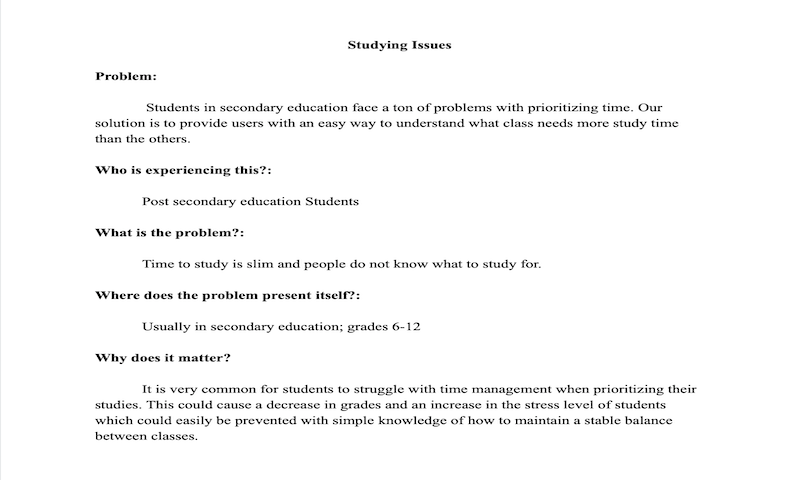 Studying Issues
Problem:
Students in secondary education face a ton of problems with prioritizing time. Our
solution is to provide users with an easy way to understand what class needs more study time
than the others.
Who is experiencing this?:
Post secondary education Students
What is the problem?:
Time to study is slim and people do not know what to study for.
Where does the problem present itself?:
Usually in secondary education; grades 6-12
Why does it matter?
It is very common for students to struggle with time management when prioritizing their
studies. This could cause a decrease in grades and an increase in the stress level of students
which could easily be prevented with simple knowledge of how to maintain a stable balance
between classes.